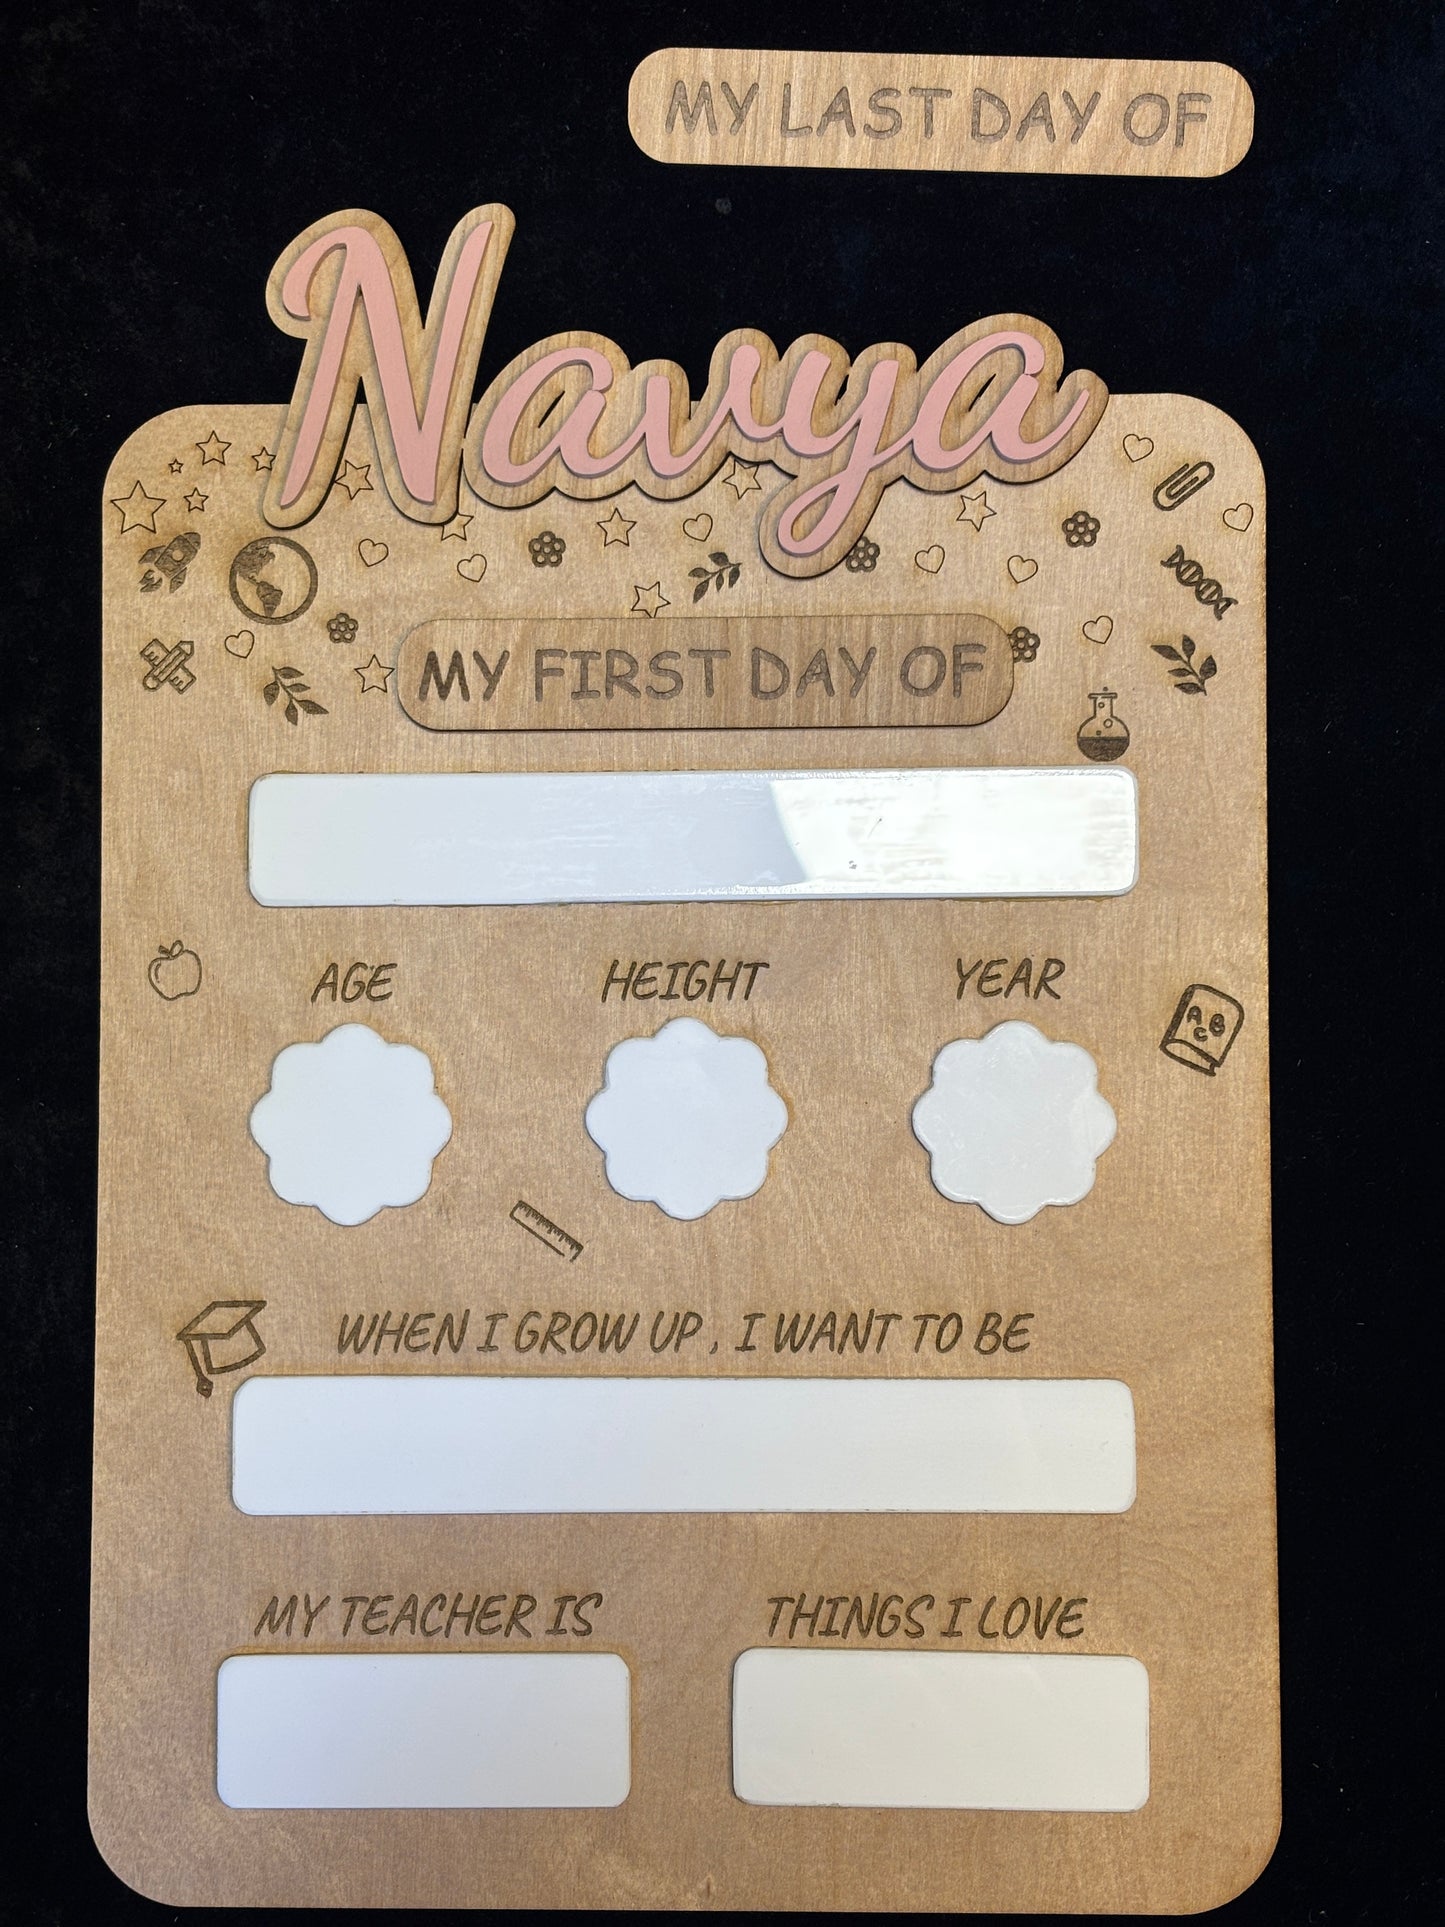 MY LAST DAY OF
Navya
MY FIRST DAY OF
AGE HEIGHT YEAR
A B
C
WHEN I GROW UP, I WANT TO BE
MY TEACHER IS THINGS I LOVE